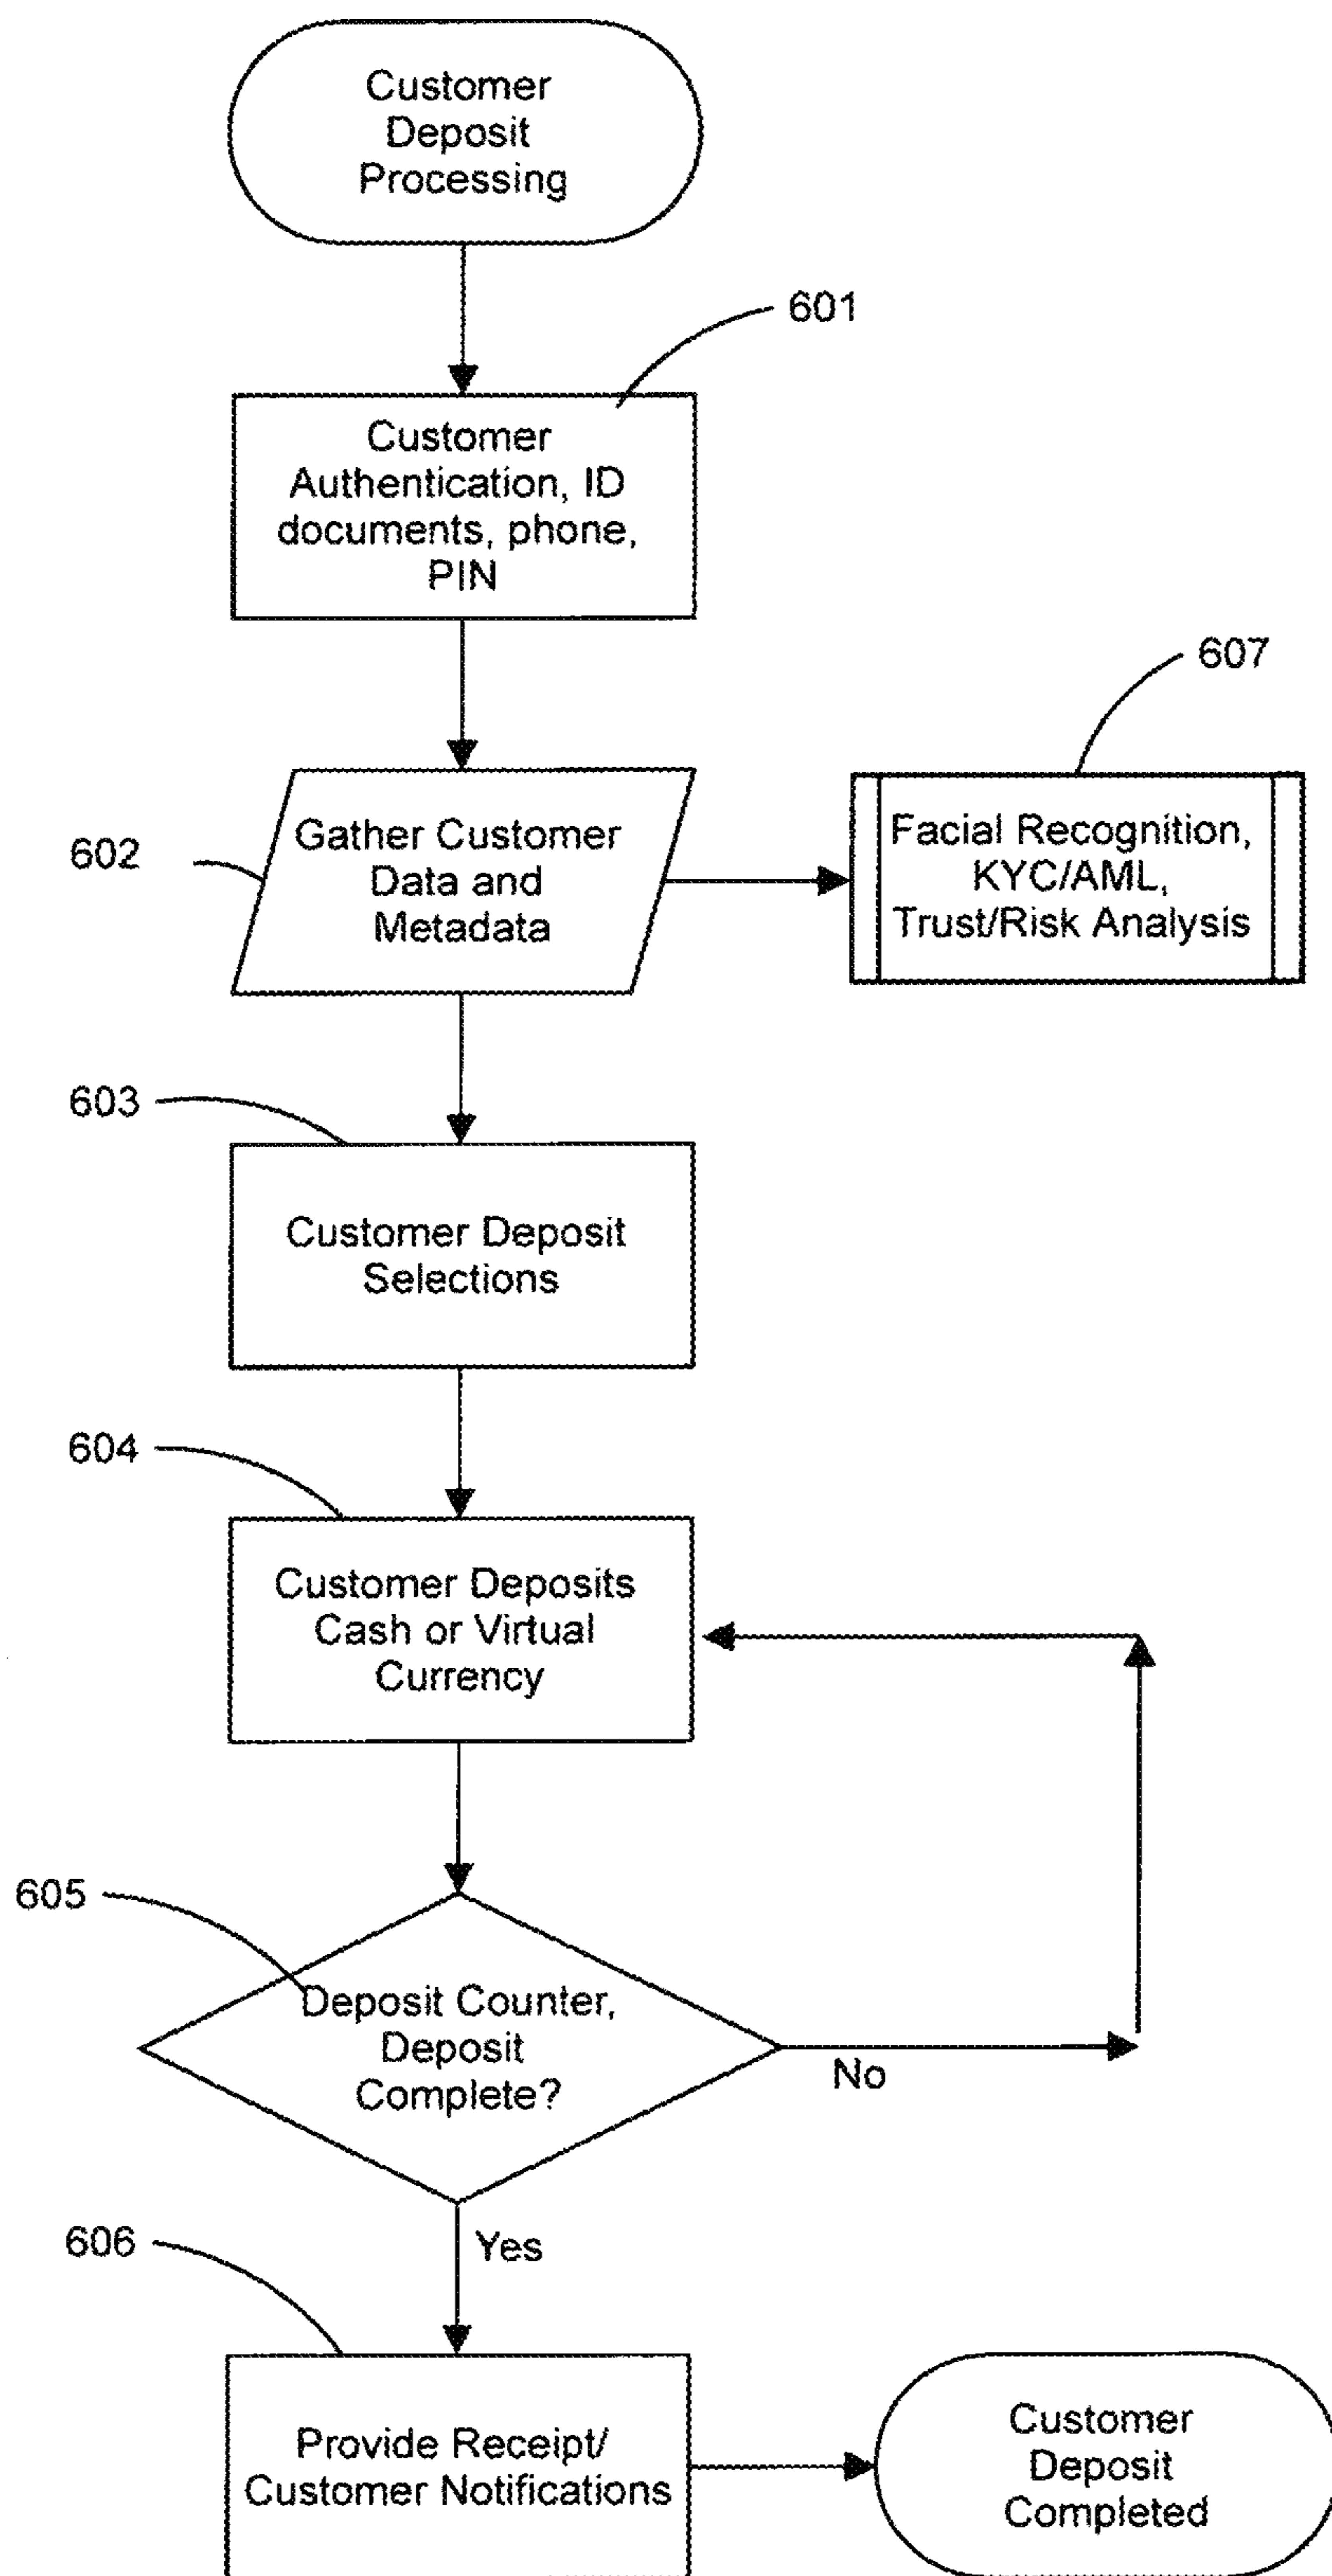 Customer
Deposit
Processing
601
Customer
Authentication, ID
documents, phone,
PIN
607
602
Gather Customer
Data and
Metadata
Facial Recognition,
KYC/AML,
Trust/Risk Analysis
603
Customer Deposit
Selections
604
Customer Deposits
Cash or Virtual
Currency
605
Deposit Counter,
Deposit
Complete?
No
606
Yes
Provide Receipt/
Customer Notifications
Customer
Deposit
Completed